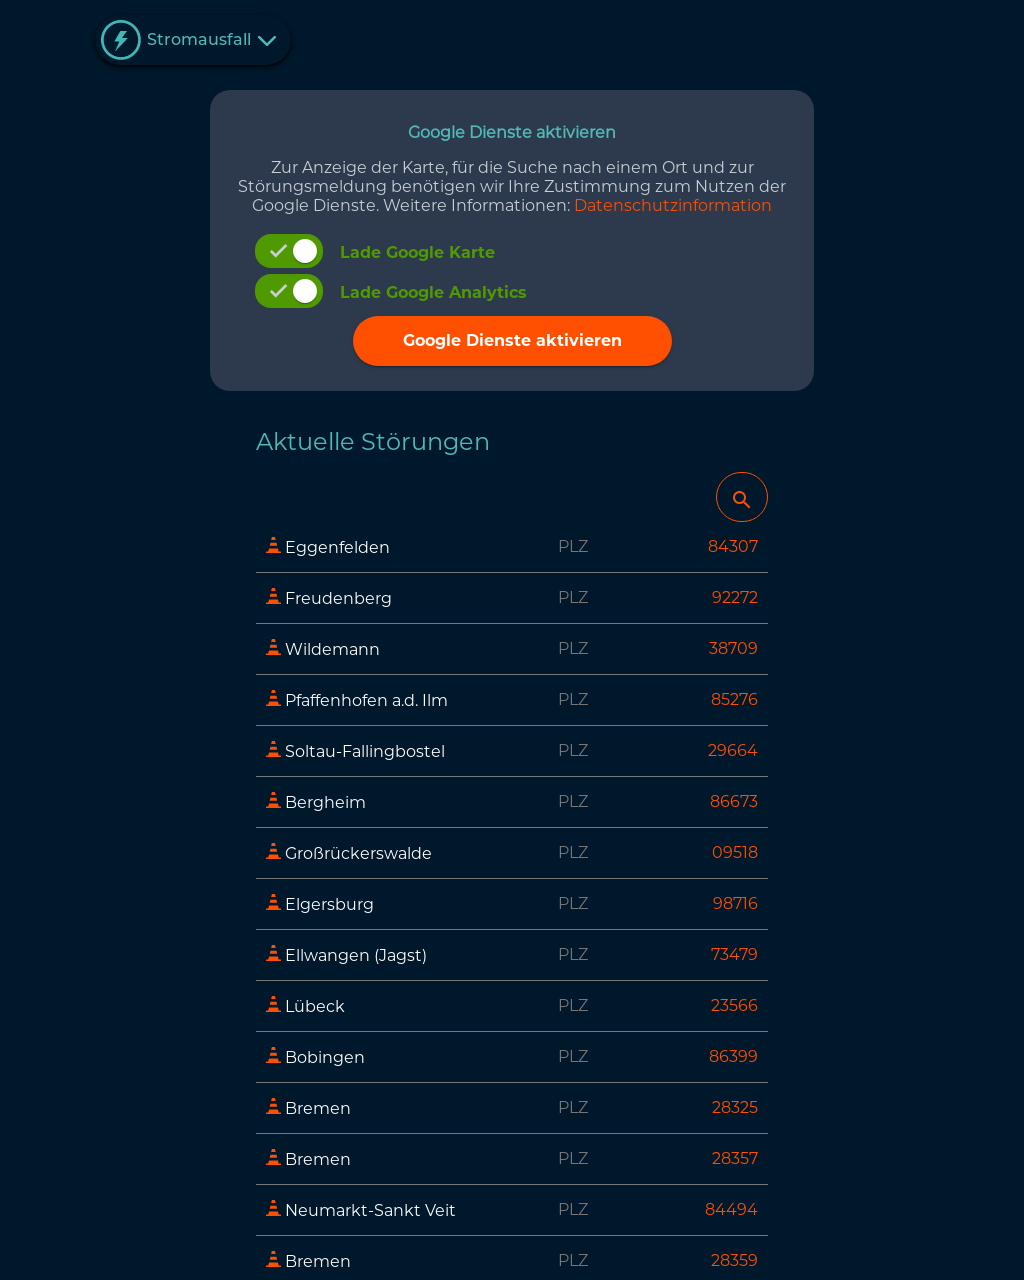 Stromausfall
Google Dienste aktivieren
Zur Anzeige der Karte, für die Suche nach einem Ort und zur
Störungsmeldung benötigen wir Ihre Zustimmung zum Nutzen der
Google Dienste. Weitere Informationen: Datenschutzinformation
Lade Google Karte
Lade Google Analytics
Google Dienste aktivieren
Aktuelle Störungen
Eggenfelden PLZ 84307
Freudenberg PLZ 92272
Wildemann PLZ 38709
Pfaffenhofen a.d. Ilm PLZ 85276
Soltau-Fallingbostel PLZ 29664
Bergheim PLZ 86673
Großrückerswalde PLZ 09518
Elgersburg PLZ 98716
Ellwangen (Jagst) PLZ 73479
Lübeck PLZ 23566
Bobingen PLZ 86399
Bremen PLZ 28325
Bremen PLZ 28357
Neumarkt-Sankt Veit PLZ 84494
Bremen PLZ 28359